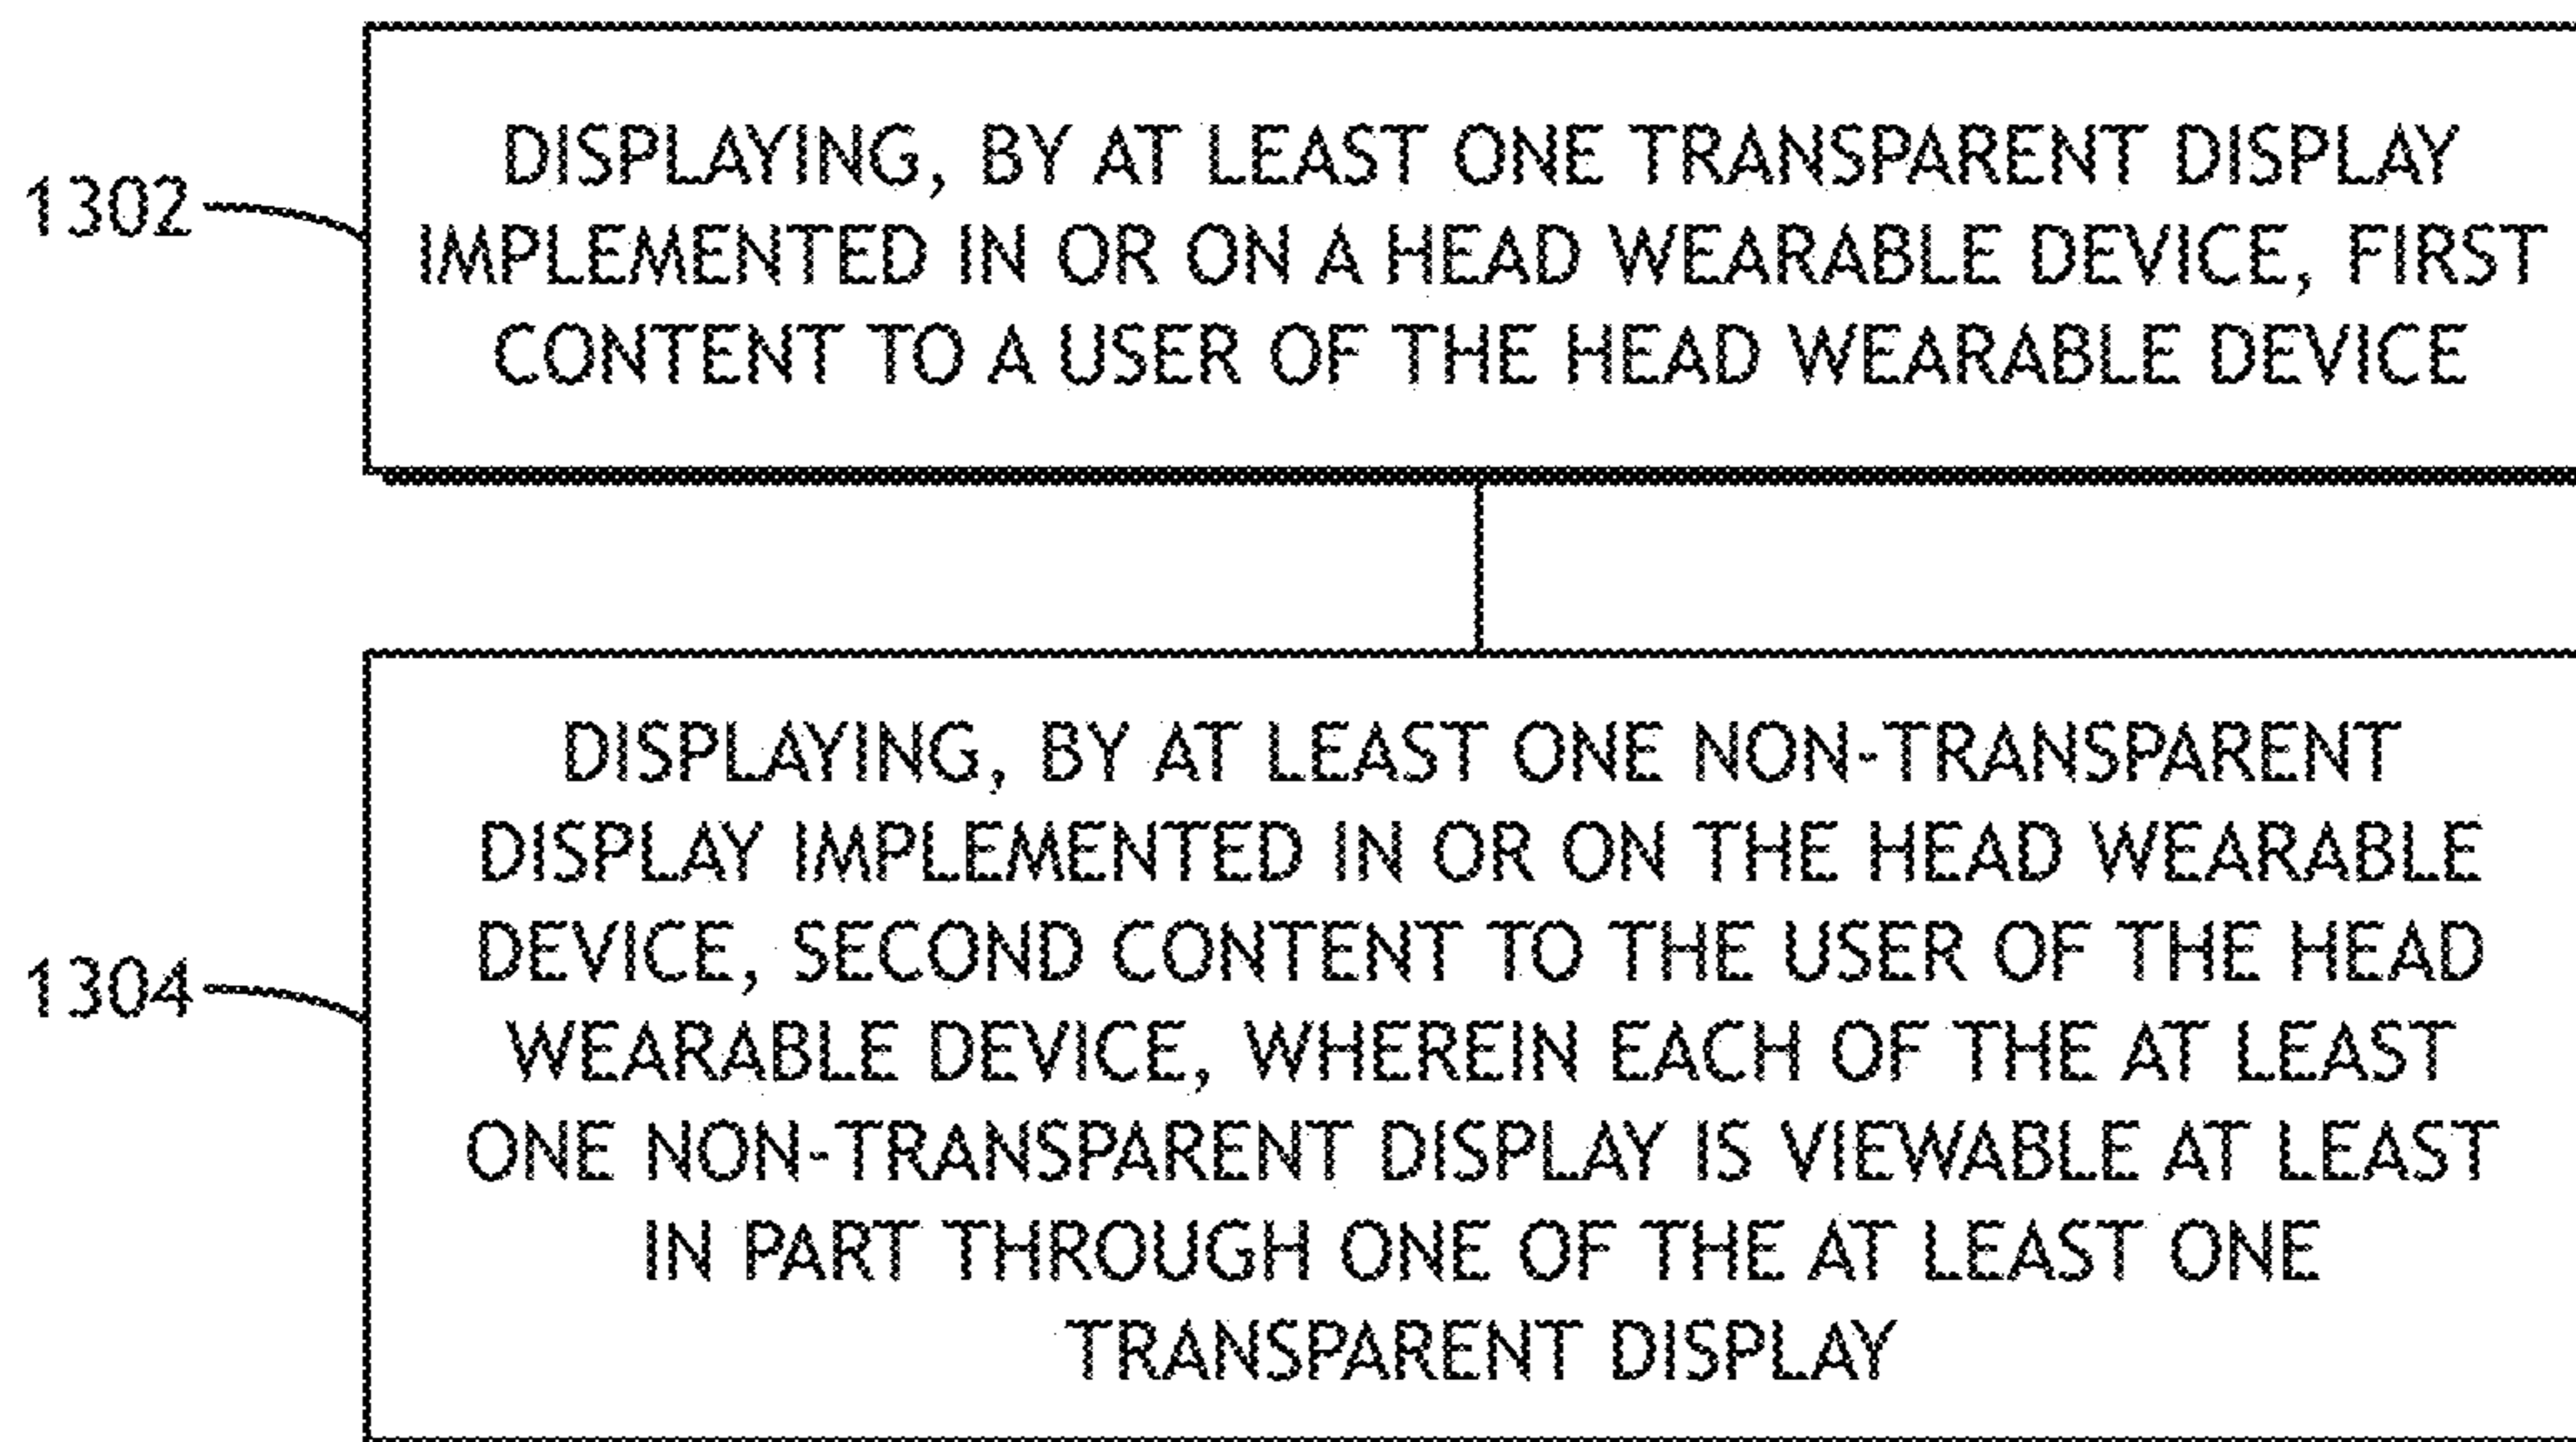 1302
DISPLAYING, BY AT LEAST ONE TRANSPARENT DISPLAY
IMPLEMENTED IN OR ON A HEAD WEARABLE DEVICE, FIRST
CONTENT TO A USER OF THE HEAD WEARABLE DEVICE
1304
DISPLAYING, BY AT LEAST ONE NON-TRANSPARENT
DISPLAY IMPLEMENTED IN OR ON THE HEAD WEARABLE
DEVICE, SECOND CONTENT TO THE USER OF THE HEAD
WEARABLE DEVICE, WHEREIN EACH OF THE AT LEAST
ONE NON-TRANSPARENT DISPLAY IS VIEWABLE AT LEAST
IN PART THROUGH ONE OF THE AT LEAST ONE
TRANSPARENT DISPLAY